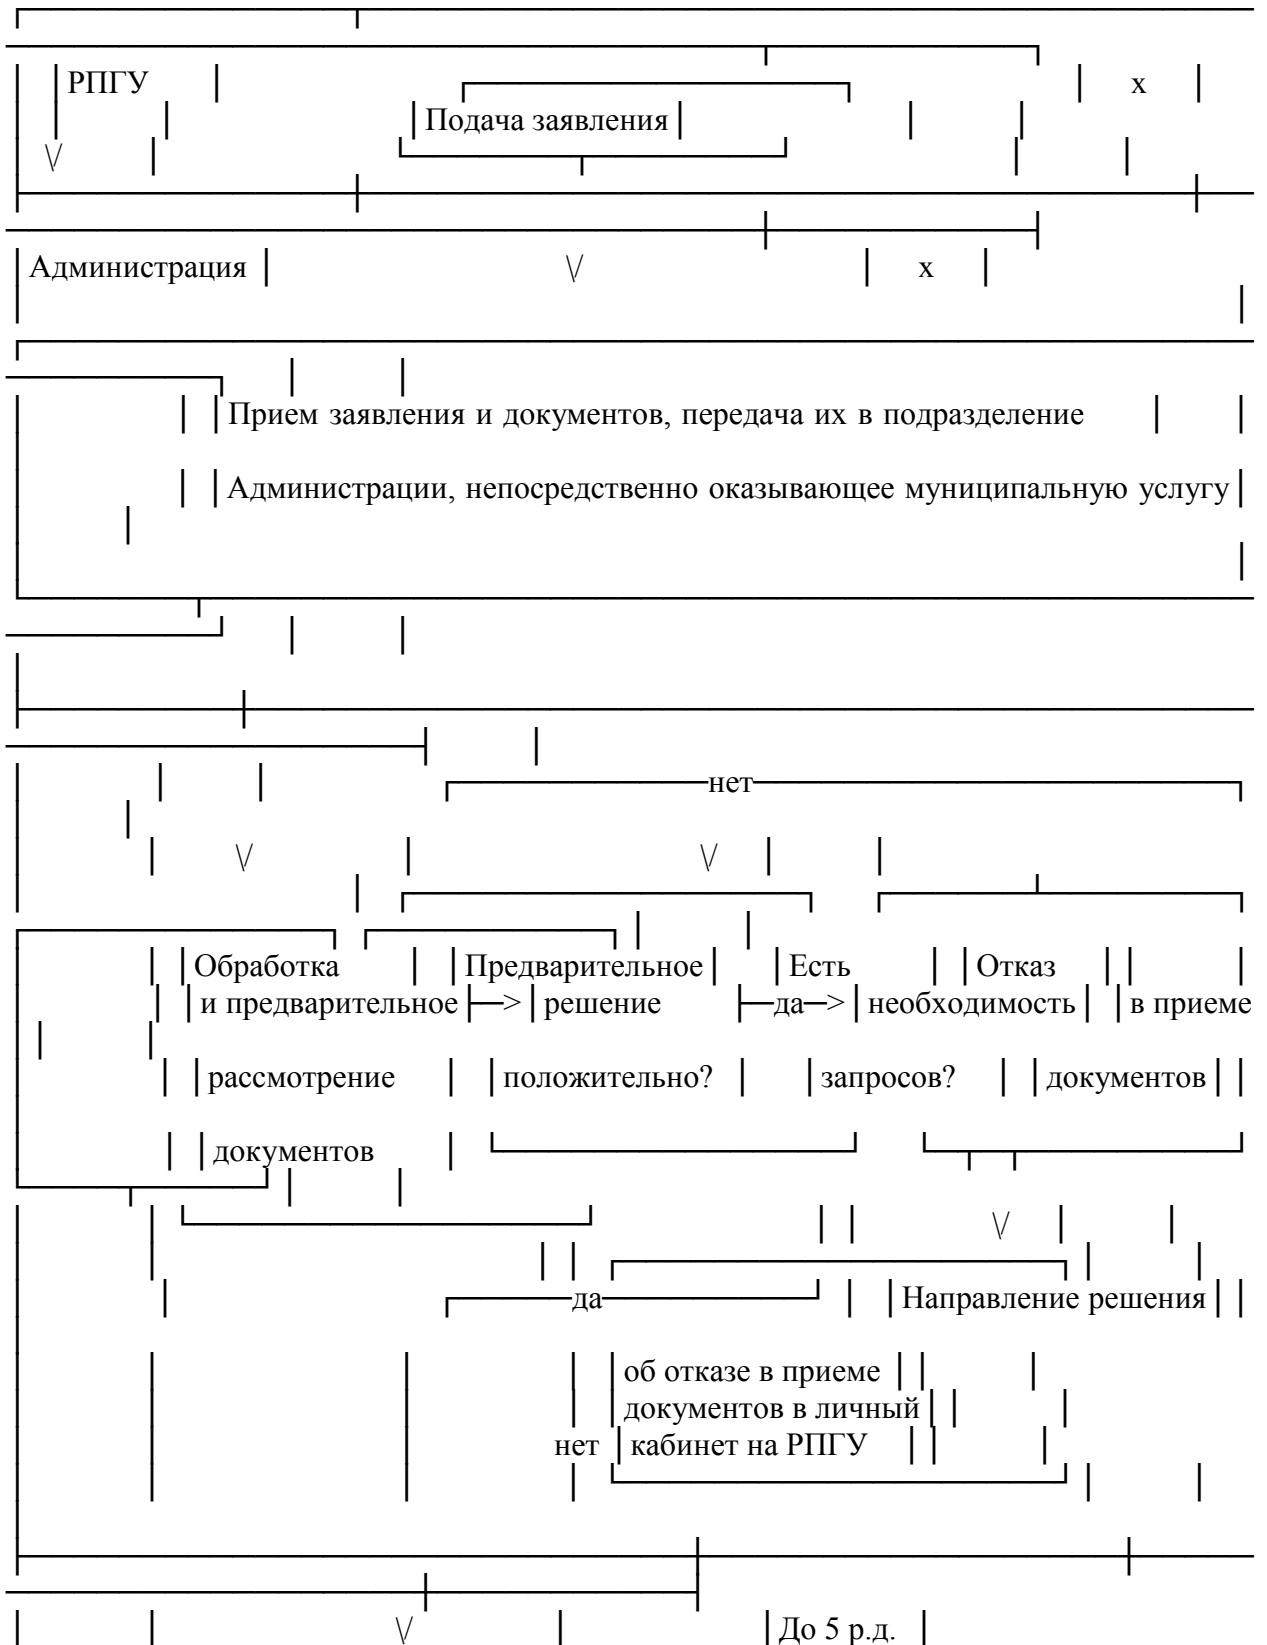 РПГУ х
Подача заявления
\/
Администрация \/ х
Прием заявления и документов, передача их в подразделение
Администрации, непосредственно оказывающее муниципальную услугу
нет
\/ \/
Обработка Предварительное Есть Отказ
и предварительное —> решение —да—> необходимость в приеме
рассмотрение положительно? запросов? документов
документов
\/
да Направление решения
об отказе в приеме
документов в личный
нет кабинет на РПГУ
\/ До 5 р.д.